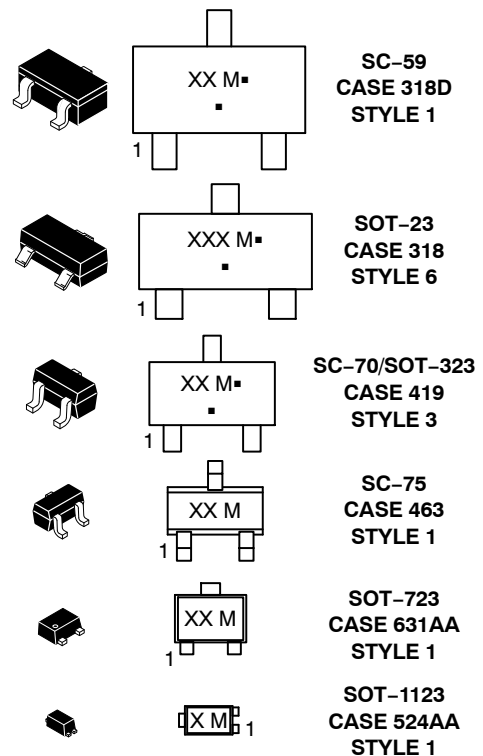 XX M▪
▪
1
SC−59
CASE 318D
STYLE 1
XXX M▪
▪
1
SOT−23
CASE 318
STYLE 6
XX M▪
▪
1
SC−70/SOT−323
CASE 419
STYLE 3
XX M
1
SC−75
CASE 463
STYLE 1
XX M
1
SOT−723
CASE 631AA
STYLE 1
X M
1
SOT−1123
CASE 524AA
STYLE 1